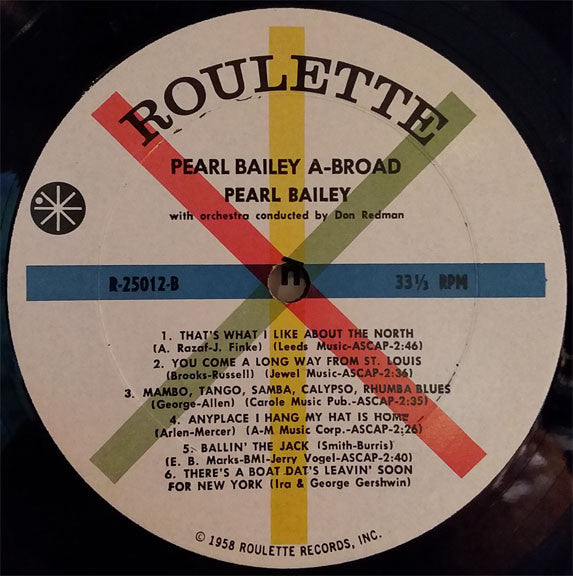 ROULETTE
PEARL BAILEY A-BROAD
PEARL BAILEY
with orchestra conducted by Don Redman
R-25012-B
33⅓ RPM
1. THAT'S WHAT I LIKE ABOUT THE NORTH
(A. Razaf-J. Finke) (Leeds Music-ASCAP-2:46)
2. YOU COME A LONG WAY FROM ST. LOUIS
(Brooks-Russell) (Jewel Music-ASCAP-2:36)
3. MAMBO, TANGO, SAMBA, CALYPSO, RHUMBA BLUES
(George-Allen) (Carole Music Pub.-ASCAP-2:35)
4. ANYPLACE I HANG MY HAT IS HOME
(Arlen-Mercer) (A-M Music Corp.-ASCAP-2:26)
5. BALLIN' THE JACK (Smith-Burris)
(E. B. Marks-BMI-Jerry Vogel-ASCAP-2:40)
6. THERE'S A BOAT DAT'S LEAVIN' SOON
FOR NEW YORK (Ira & George Gershwin)
© 1958 ROULETTE RECORDS, INC.